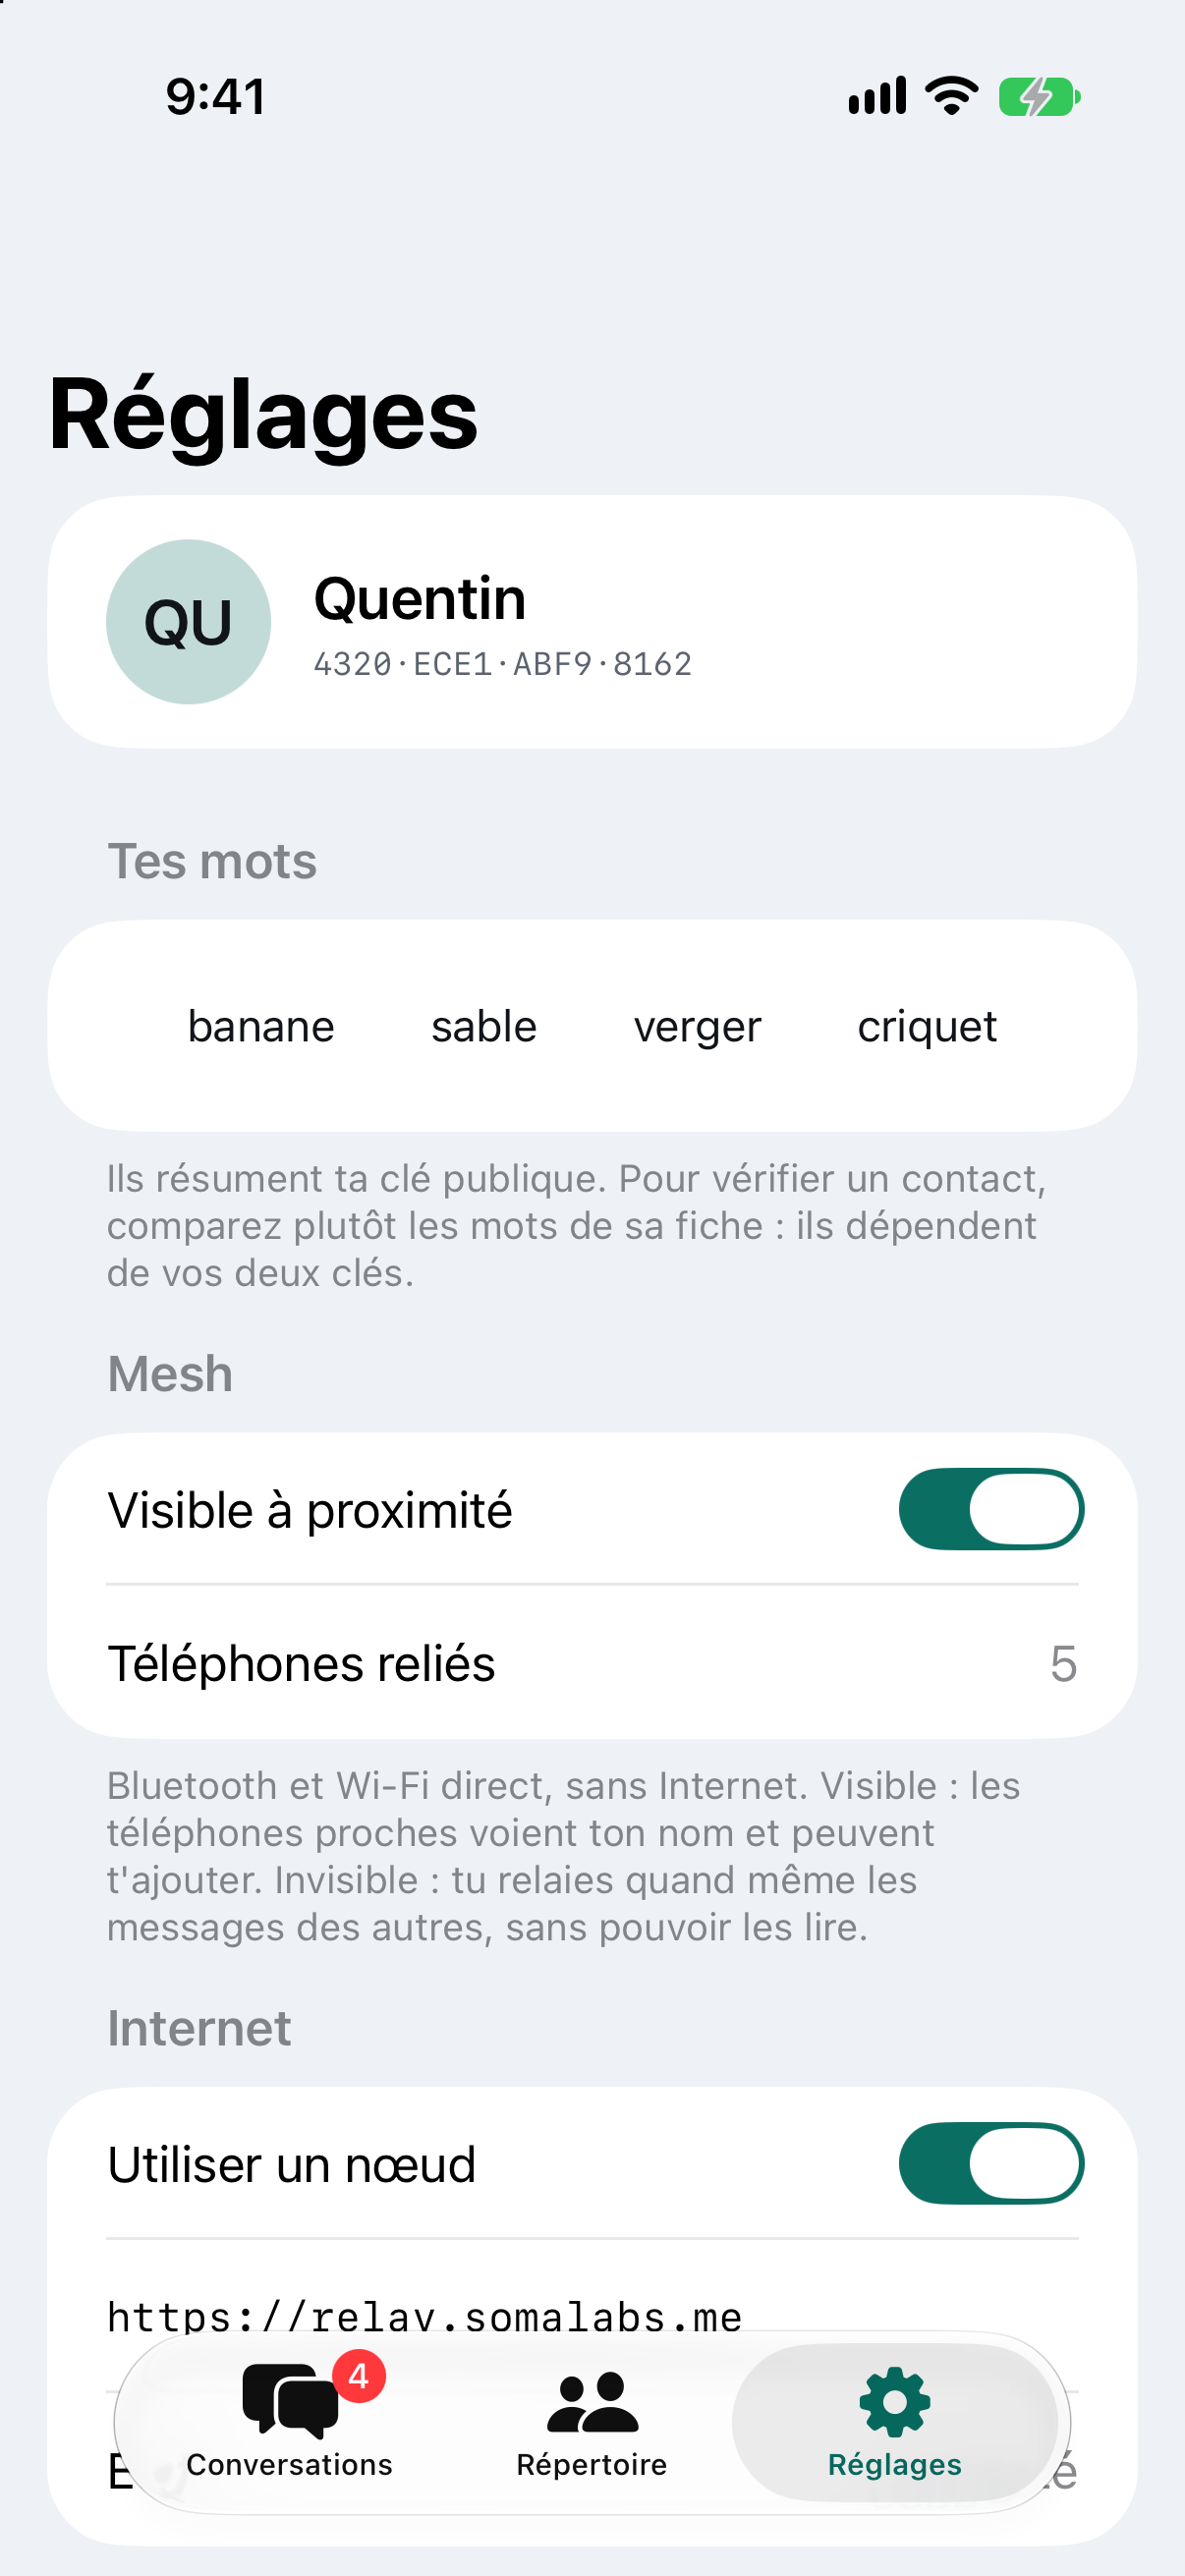 9:41
Réglages
QU
Quentin
4320·ECE1·ABF9·8162
Tes mots
banane sable verger criquet
Ils résument ta clé publique. Pour vérifier un contact,
comparez plutôt les mots de sa fiche : ils dépendent
de vos deux clés.
Mesh
Visible à proximité
Téléphones reliés 5
Bluetooth et Wi-Fi direct, sans Internet. Visible : les
téléphones proches voient ton nom et peuvent
t'ajouter. Invisible : tu relaies quand même les
messages des autres, sans pouvoir les lire.
Internet
Utiliser un nœud
https://relay.somalabs.me
4
Conversations Répertoire Réglages